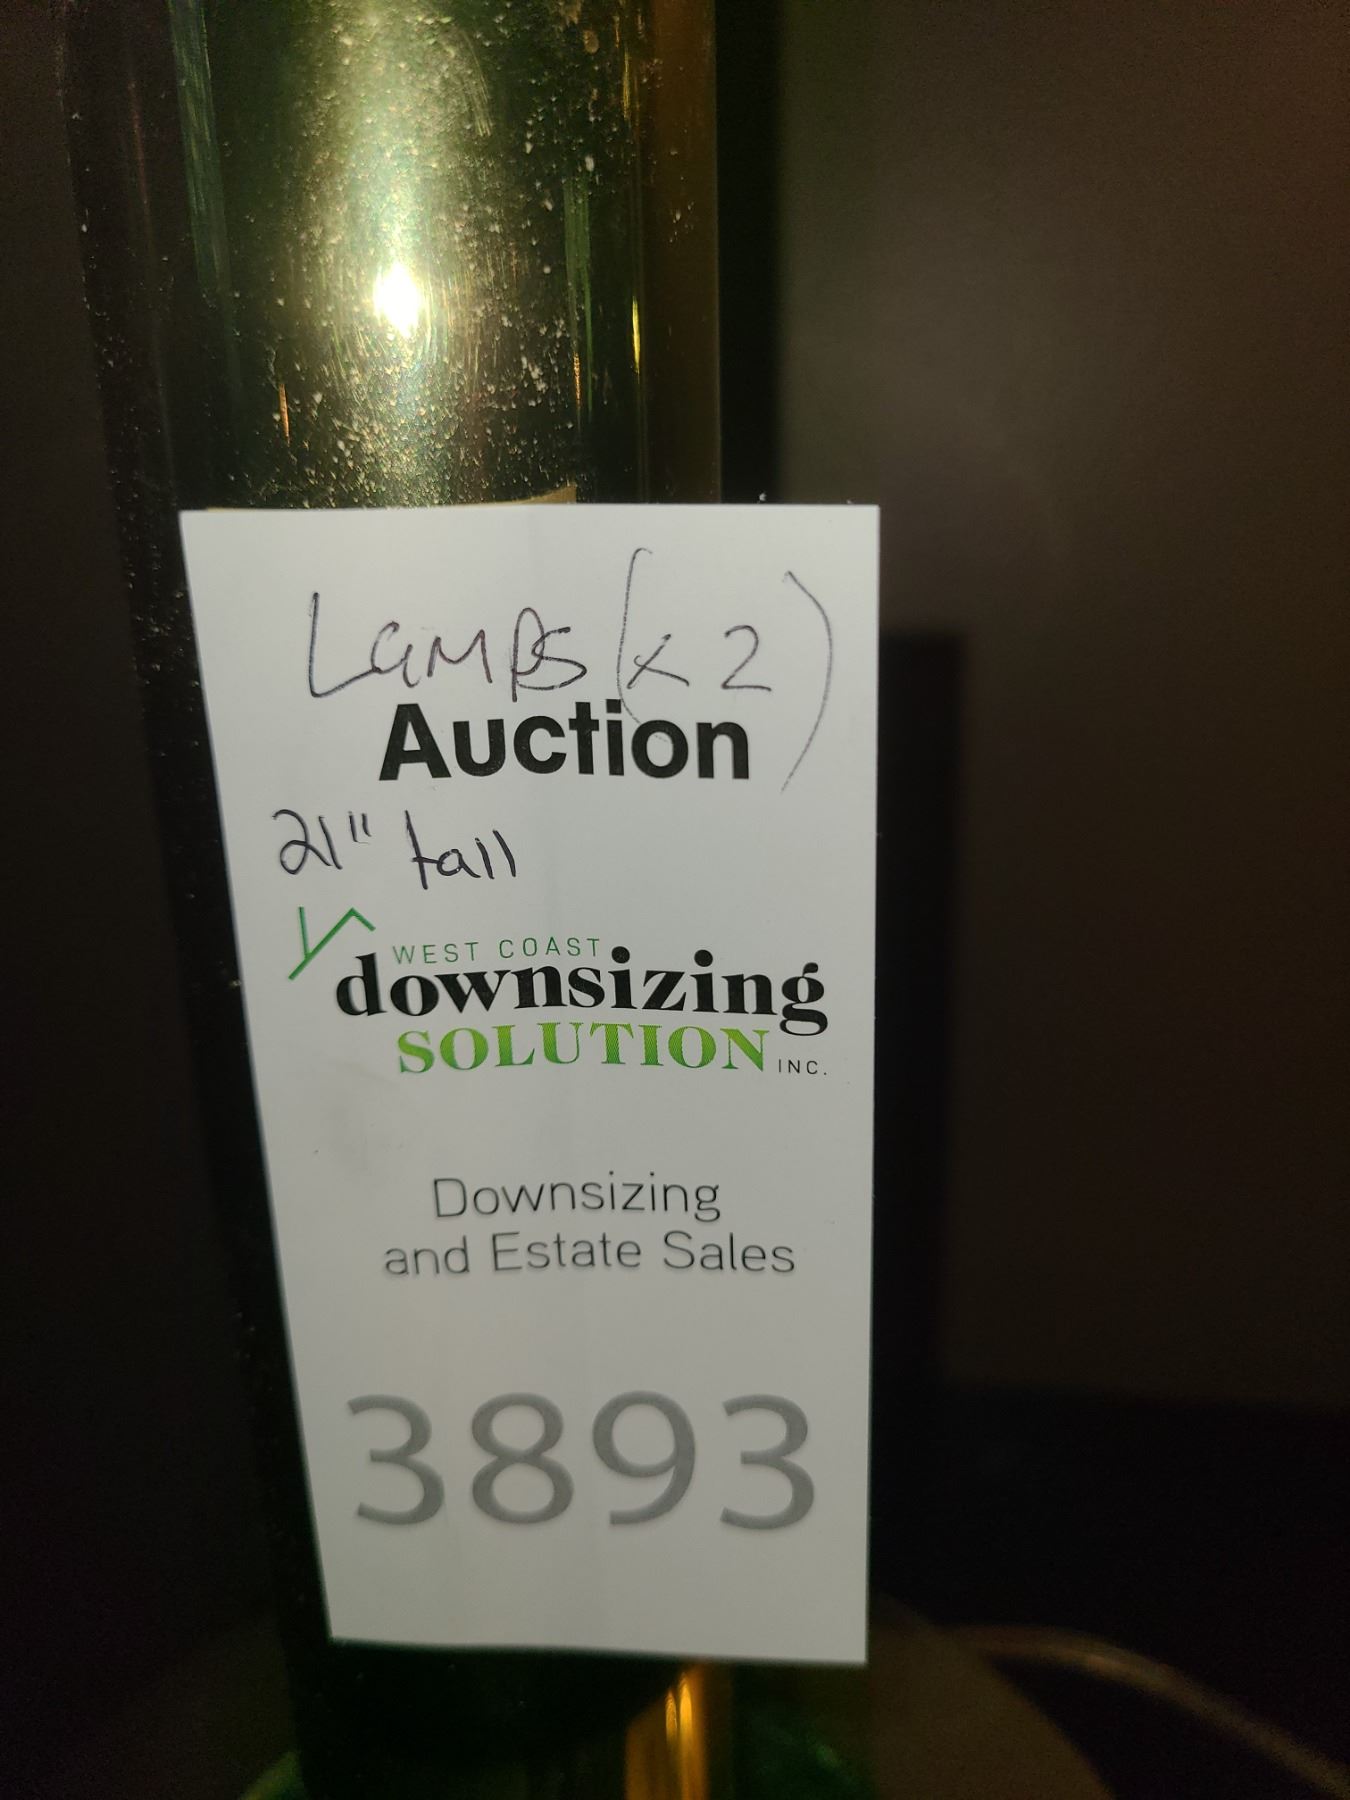 Lamps (x2)
Auction
21" tall
WEST COAST
downsizing
SOLUTION INC.
Downsizing
and Estate Sales
3893